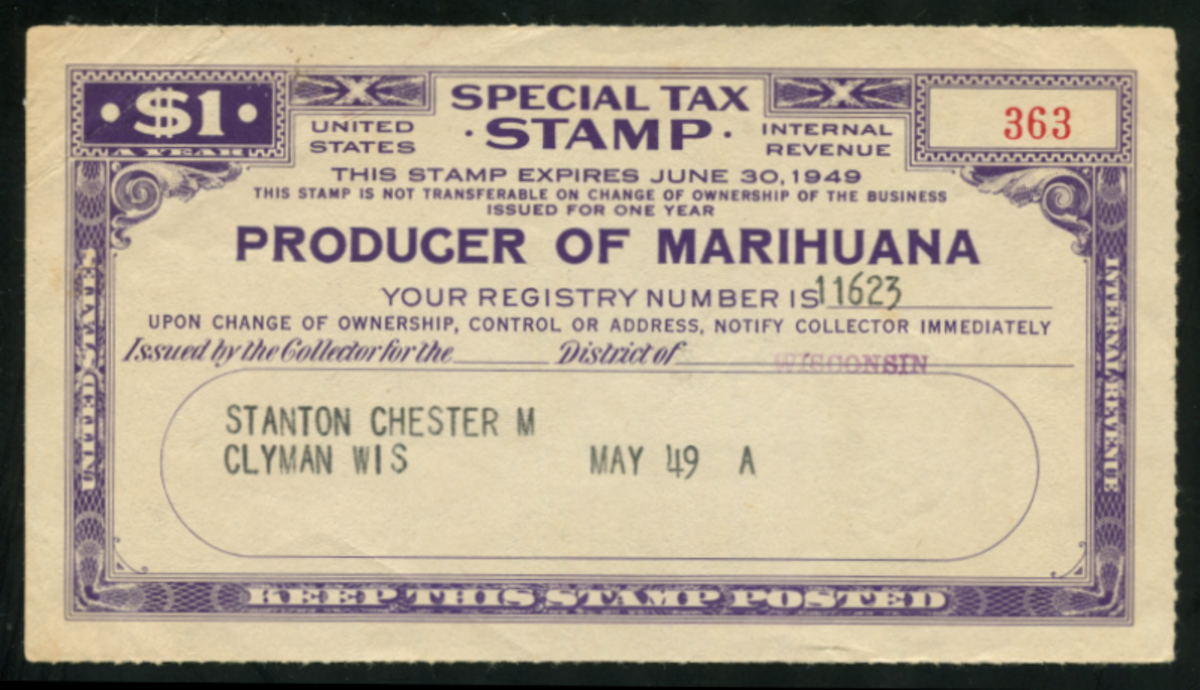 · $1 ·
A YEAR
UNITED
STATES
SPECIAL TAX
· STAMP ·
INTERNAL
REVENUE
363
THIS STAMP EXPIRES JUNE 30, 1949
THIS STAMP IS NOT TRANSFERABLE ON CHANGE OF OWNERSHIP OF THE BUSINESS
ISSUED FOR ONE YEAR
PRODUCER OF MARIHUANA
YOUR REGISTRY NUMBER IS 11623
UPON CHANGE OF OWNERSHIP, CONTROL OR ADDRESS, NOTIFY COLLECTOR IMMEDIATELY
Issued by the Collector for the District of WISCONSIN
STANTON CHESTER M
CLYMAN WIS MAY 49 A
UNITED STATES
INTERNAL REVENUE
KEEP THIS STAMP POSTED